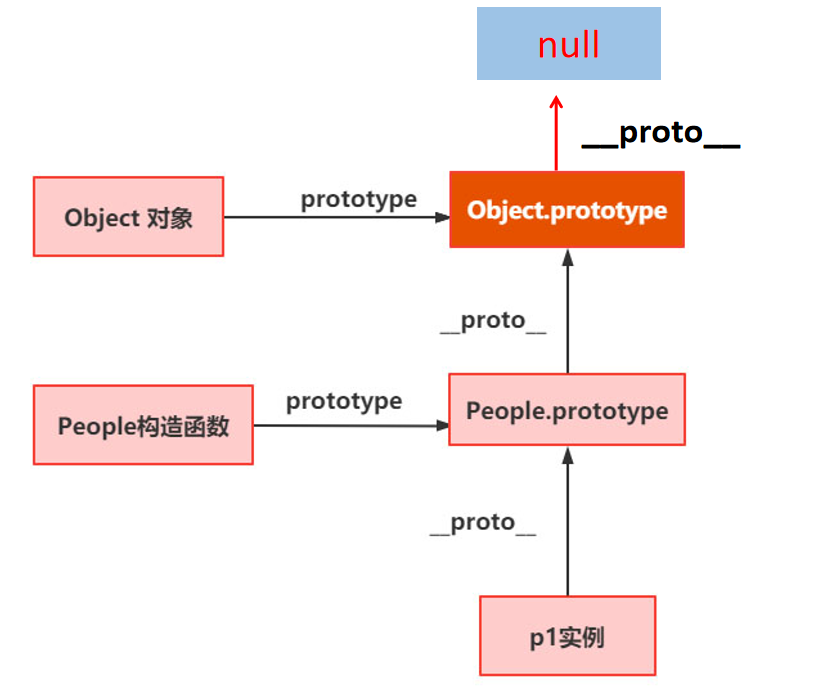 null
__proto__
prototype
Object 对象
Object.prototype
__proto__
prototype
People构造函数
People.prototype
__proto__
p1实例